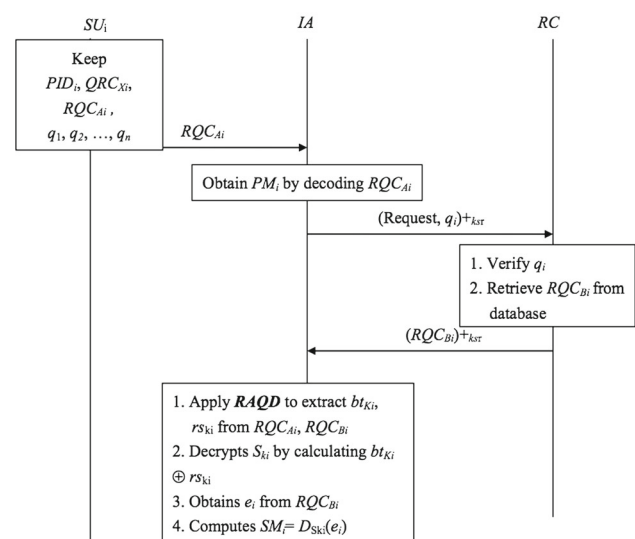 SUi
IA
RC
Keep
PIDi, QRCXi,
RQCAi ,
q1, q2, …, qn
RQCAi
Obtain PMi by decoding RQCAi
(Request, qi)+ksτ
1. Verify qi
2. Retrieve RQCBi from
database
(RQCBi)+ksτ
1. Apply RAQD to extract btKi,
rski from RQCAi, RQCBi
2. Decrypts Ski by calculating btKi
⊕ rski
3. Obtains ei from RQCBi
4. Computes SMi= DSki(ei)